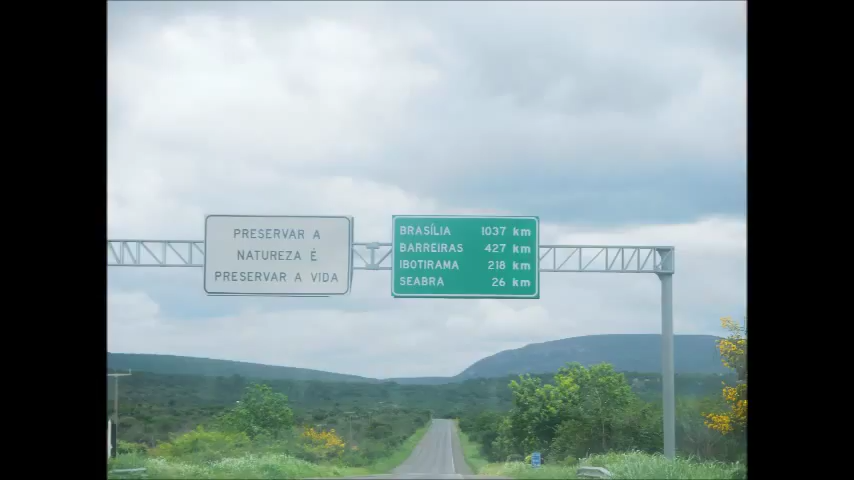 PRESERVAR A
NATUREZA É
PRESERVAR A VIDA
BRASÍLIA 1037 km
BARREIRAS 427 km
IBOTIRAMA 218 km
SEABRA 26 km